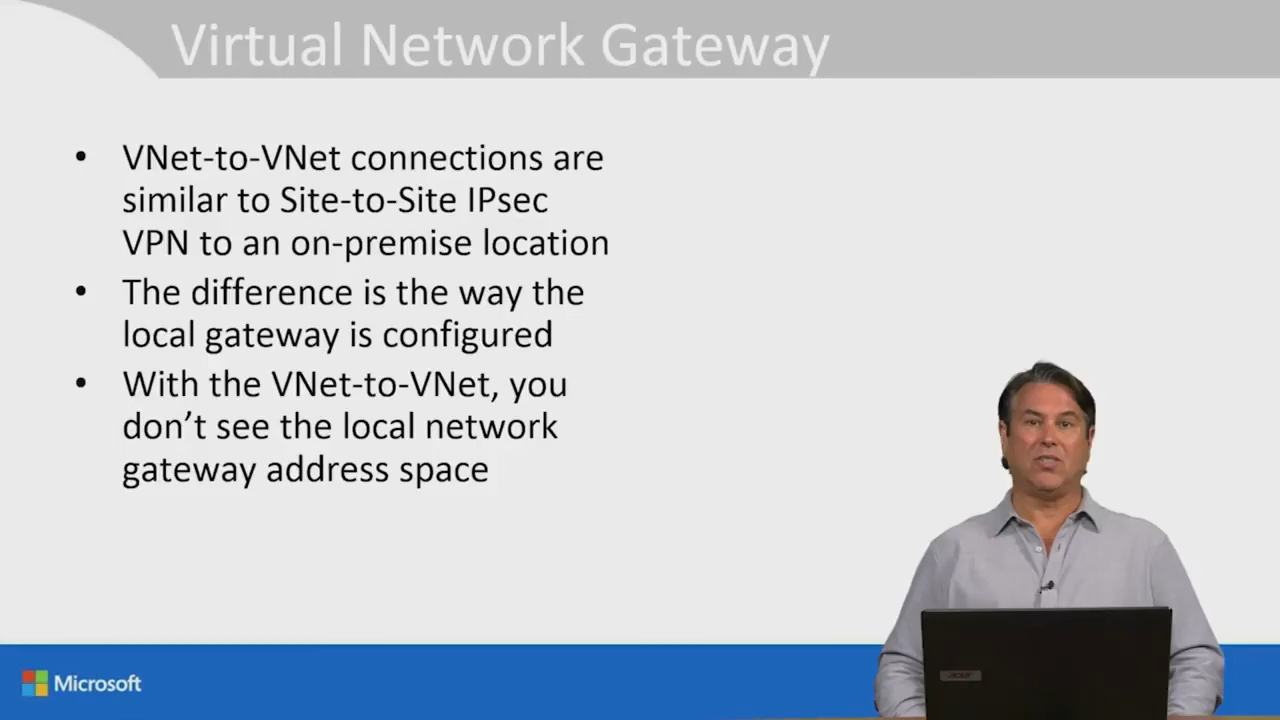 Virtual Network Gateway
• VNet-to-VNet connections are
similar to Site-to-Site IPsec
VPN to an on-premise location
• The difference is the way the
local gateway is configured
• With the VNet-to-VNet, you
don’t see the local network
gateway address space
Microsoft
acer